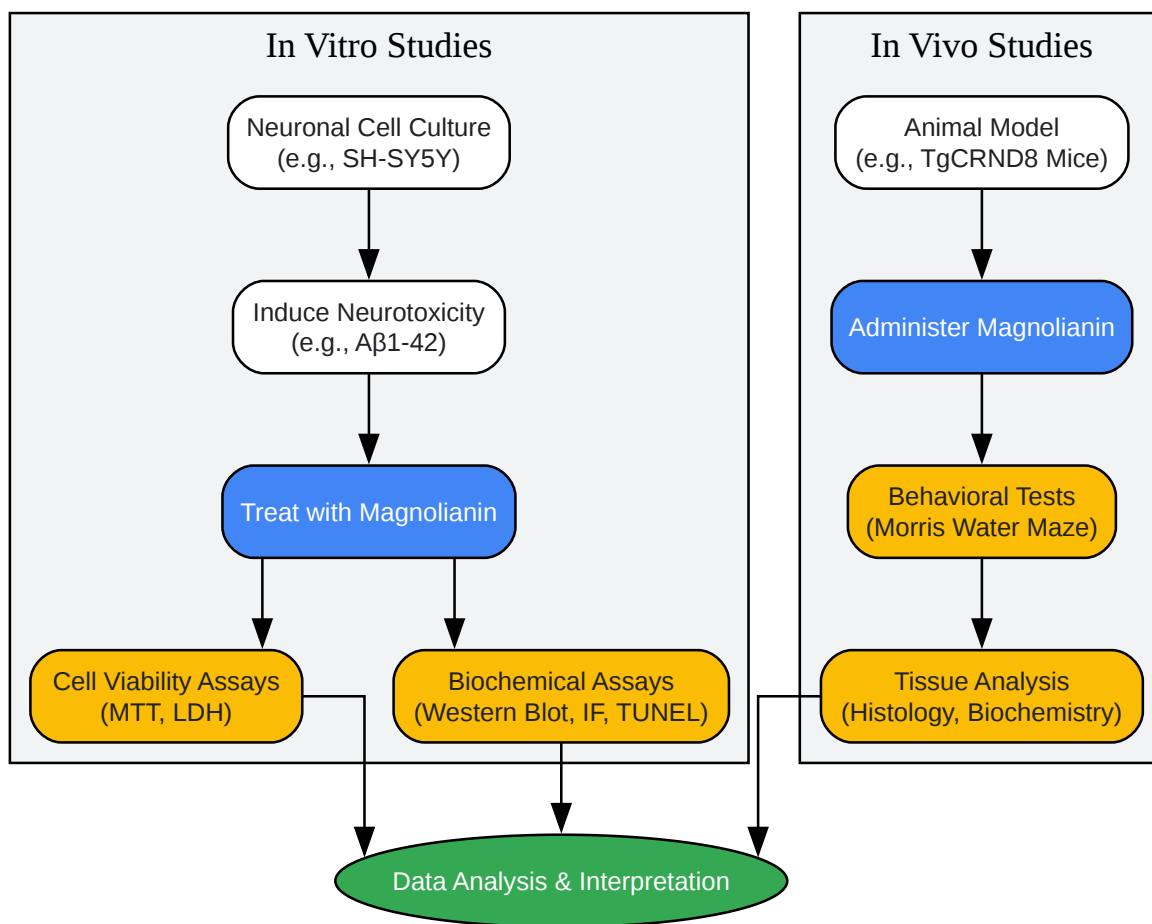 In Vitro Studies
Neuronal Cell Culture
(e.g., SH-SY5Y)
Induce Neurotoxicity
(e.g., Aβ1-42)
Treat with Magnolianin
Cell Viability Assays
(MTT, LDH)
Biochemical Assays
(Western Blot, IF, TUNEL)
In Vivo Studies
Animal Model
(e.g., TgCRND8 Mice)
Administer Magnolianin
Behavioral Tests
(Morris Water Maze)
Tissue Analysis
(Histology, Biochemistry)
Data Analysis & Interpretation